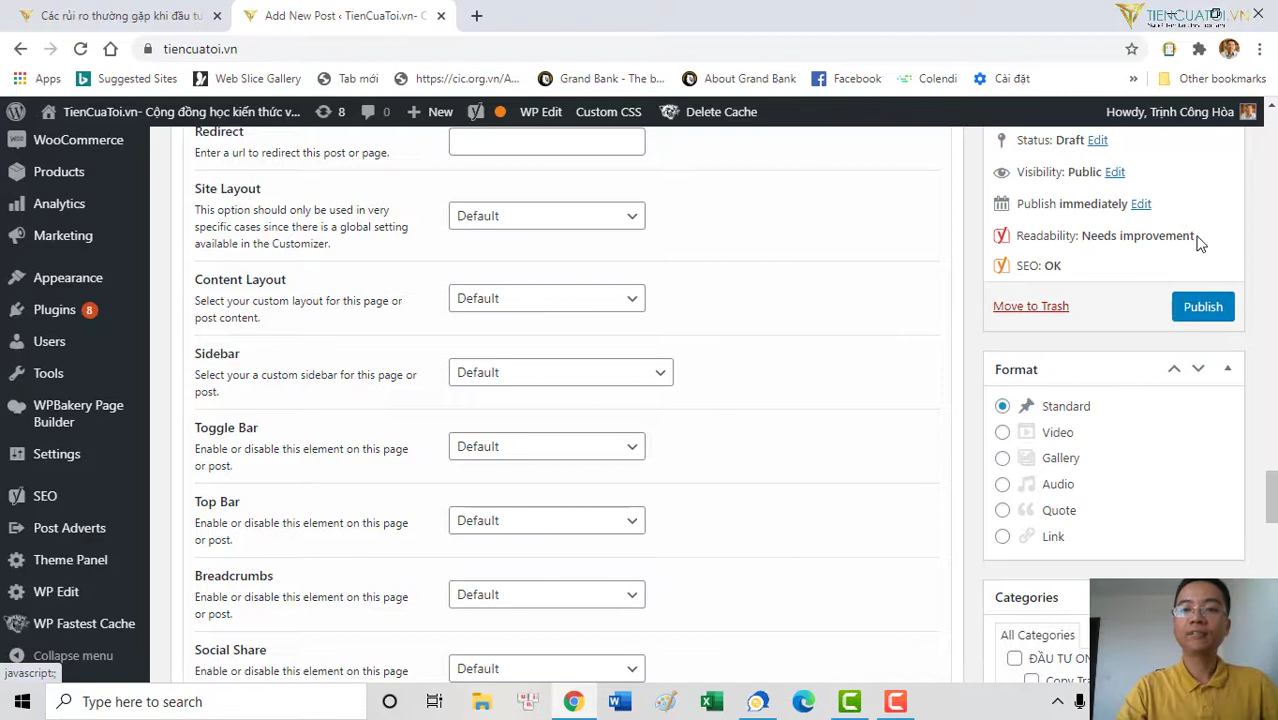 Các rủi ro thường gặp khi đầu tư
Add New Post ‹ TienCuaToi.vn- C
TIENCUATOI.VN
tiencuatoi.vn
Apps
Suggested Sites
Web Slice Gallery
Tab mới
https://cic.org.vn/A...
Grand Bank - The b...
About Grand Bank
Facebook
Colendi
Cài đặt
»
Other bookmarks
TienCuaToi.vn- Cộng đồng học kiến thức v...
8
0
New
WP Edit
Custom CSS
Delete Cache
Howdy, Trịnh Công Hòa
WooCommerce
Products
Analytics
Marketing
Appearance
Plugins 8
Users
Tools
WPBakery Page
Builder
Settings
SEO
Post Adverts
Theme Panel
WP Edit
WP Fastest Cache
Collapse menu
javascript:;
Redirect
Enter a url to redirect this post or page.
Site Layout
This option should only be used in very
specific cases since there is a global setting
available in the Customizer.
Default
Content Layout
Select your custom layout for this page or
post content.
Default
Sidebar
Select your a custom sidebar for this page or
post.
Default
Toggle Bar
Enable or disable this element on this page
or post.
Default
Top Bar
Enable or disable this element on this page
or post.
Default
Breadcrumbs
Enable or disable this element on this page
or post.
Default
Social Share
Enable or disable this element on this page
Default
Status: Draft Edit
Visibility: Public Edit
Publish immediately Edit
Readability: Needs improvement
SEO: OK
Move to Trash
Publish
Format
Standard
Video
Gallery
Audio
Quote
Link
Categories
All Categories
ĐẦU TƯ ON
Copy Tra
Type here to search